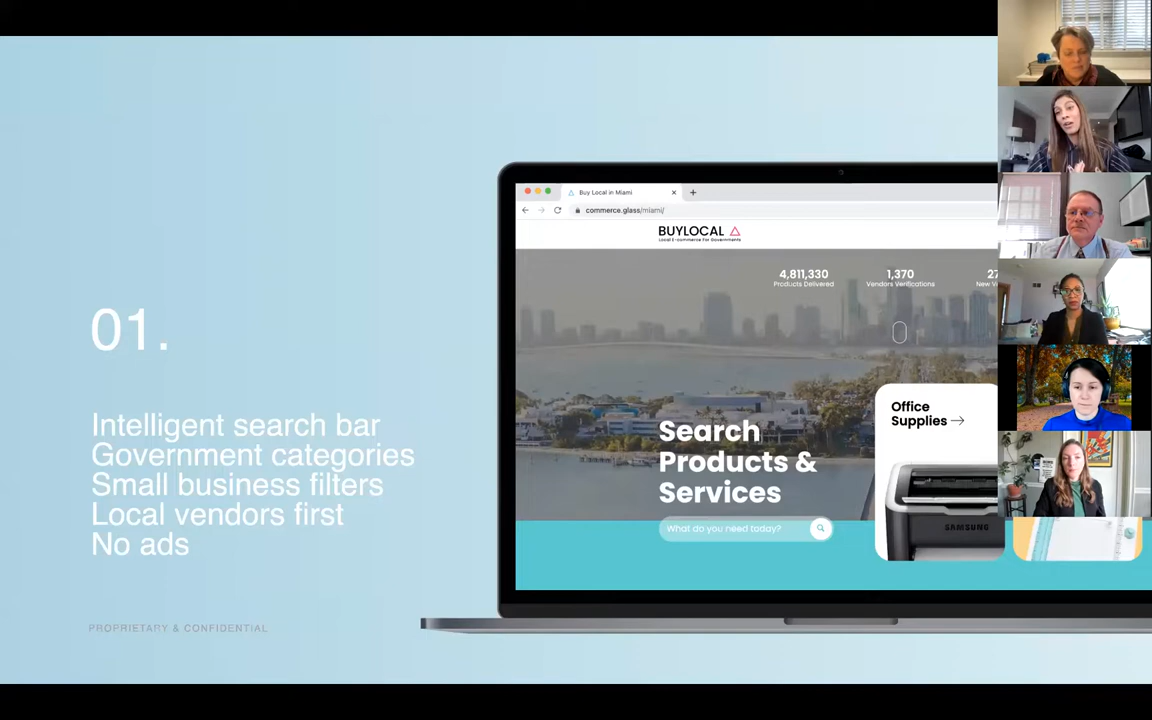 01.
Intelligent search bar
Government categories
Small business filters
Local vendors first
No ads
PROPRIETARY & CONFIDENTIAL
Buy Local in Miami
commerce.glass/miami/
BUYLOCAL
Local E-commerce For Governments
4,811,330
Products Delivered
1,370
Vendors Verifications
27
New
Search
Products &
Services
What do you need today?
Office
Supplies
SAMSUNG